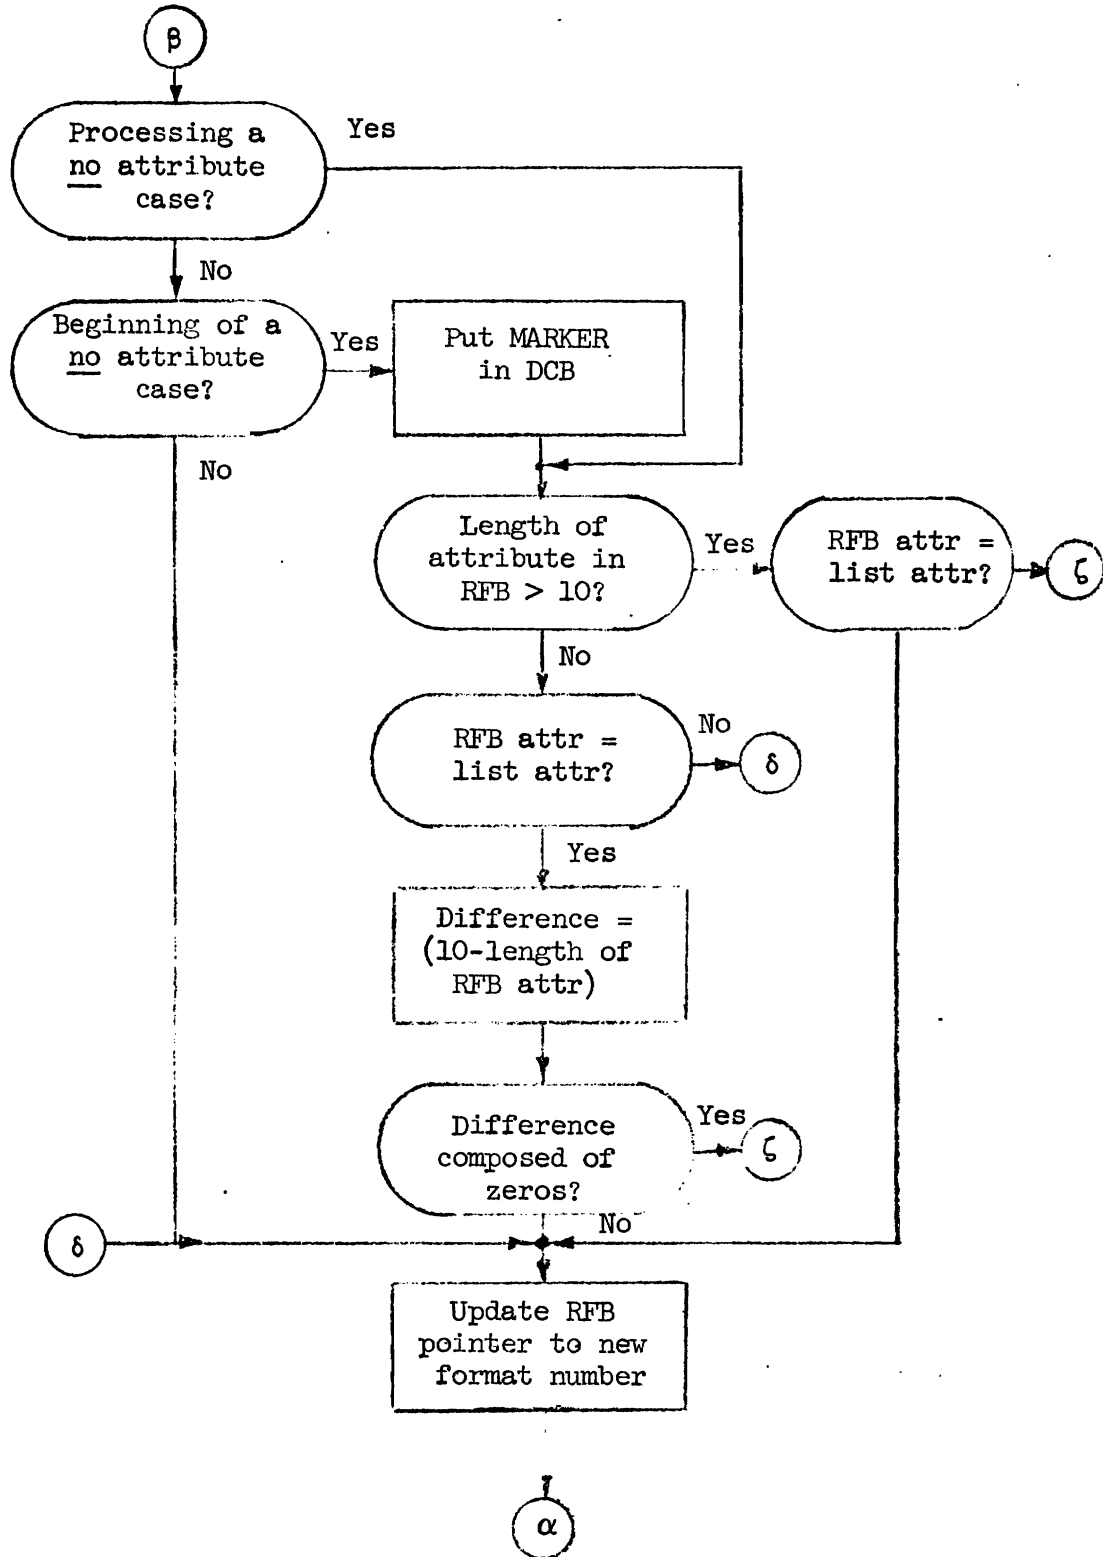 β
Processing a
no attribute
case?
Yes
No
Beginning of a
no attribute
case?
Yes
Put MARKER
in DCB
No
Length of
attribute in
RFB > 10?
Yes
RFB attr =
list attr?
ζ
No
RFB attr =
list attr?
No
δ
Yes
Difference =
(10-length of
RFB attr)
Difference
composed of
zeros?
Yes
ζ
No
δ
Update RFB
pointer to new
format number
α